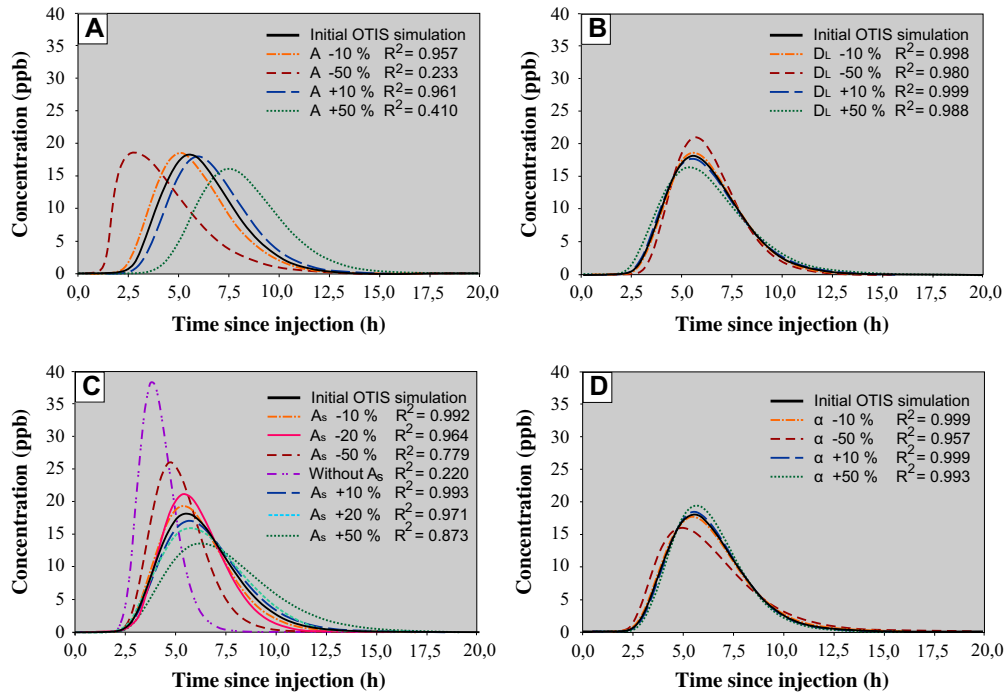 A
Concentration (ppb)
40
35
30
25
20
15
10
5
0
Initial OTIS simulation
A -10 % R² = 0.957
A -50 % R² = 0.233
A +10 % R² = 0.961
A +50 % R² = 0.410
0,0 2,5 5,0 7,5 10,0 12,5 15,0 17,5 20,0
Time since injection (h)
B
Concentration (ppb)
40
35
30
25
20
15
10
5
0
Initial OTIS simulation
DL -10 % R² = 0.998
DL -50 % R² = 0.980
DL +10 % R² = 0.999
DL +50 % R² = 0.988
0,0 2,5 5,0 7,5 10,0 12,5 15,0 17,5 20,0
Time since injection (h)
C
Concentration (ppb)
40
35
30
25
20
15
10
5
0
Initial OTIS simulation
As -10 % R² = 0.992
As -20 % R² = 0.964
As -50 % R² = 0.779
Without As R² = 0.220
As +10 % R² = 0.993
As +20 % R² = 0.971
As +50 % R² = 0.873
0,0 2,5 5,0 7,5 10,0 12,5 15,0 17,5 20,0
Time since injection (h)
D
Concentration (ppb)
40
35
30
25
20
15
10
5
0
Initial OTIS simulation
α -10 % R² = 0.999
α -50 % R² = 0.957
α +10 % R² = 0.999
α +50 % R² = 0.993
0,0 2,5 5,0 7,5 10,0 12,5 15,0 17,5 20,0
Time since injection (h)